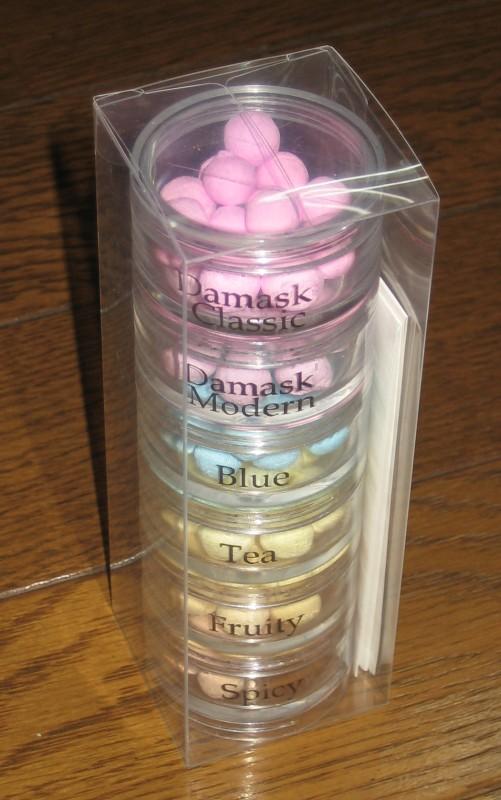 Damask
Classic
Damask
Modern
Blue
Tea
Fruity
Spicy